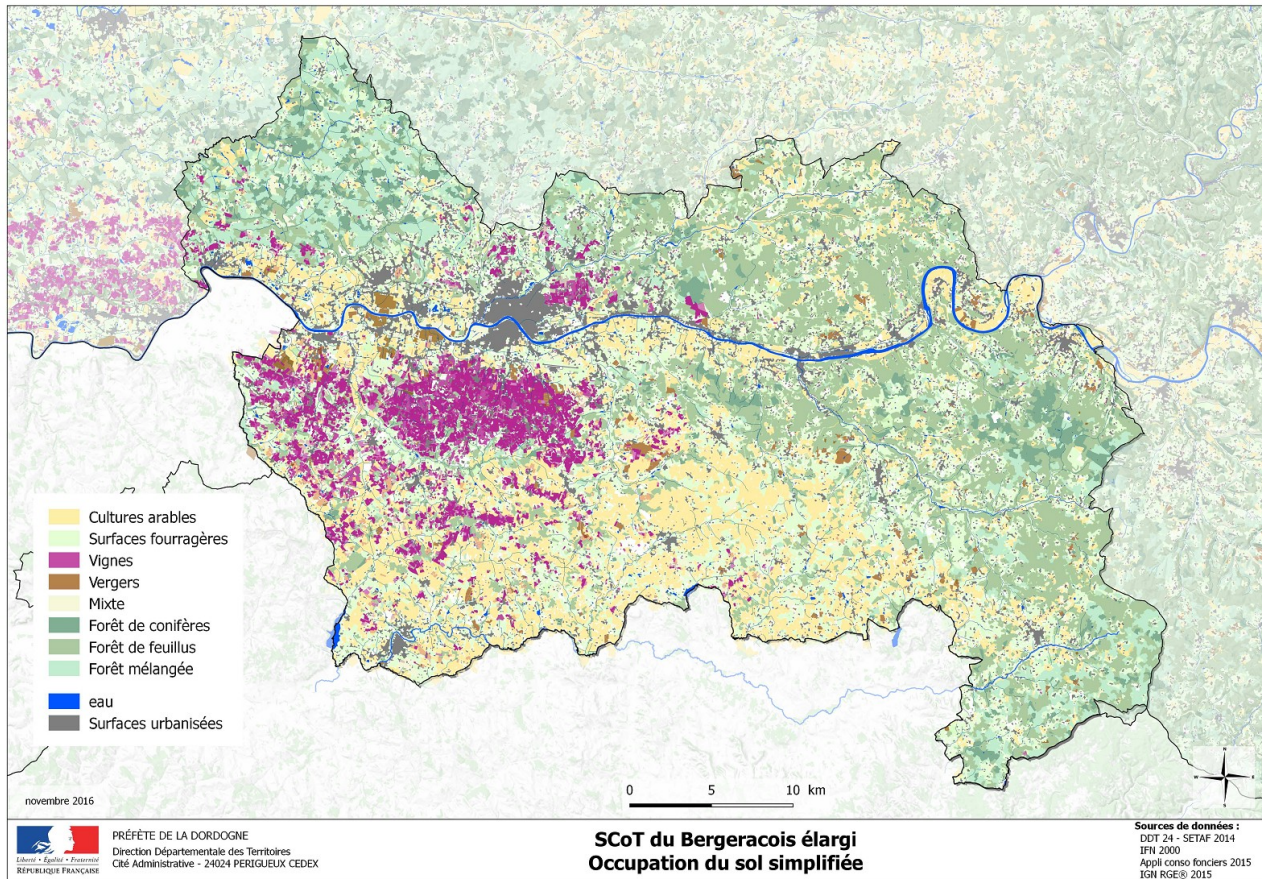 Cultures arables
Surfaces fourragères
Vignes
Vergers
Mixte
Forêt de conifères
Forêt de feuillus
Forêt mélangée
eau
Surfaces urbanisées
novembre 2016
0 5 10 km
N
W E
S
Liberté • Égalité • Fraternité
RÉPUBLIQUE FRANÇAISE
PRÉFÈTE DE LA DORDOGNE
Direction Départementale des Territoires
Cité Administrative - 24024 PERIGUEUX CEDEX
SCoT du Bergeracois élargi
Occupation du sol simplifiée
Sources de données :
DDT 24 - SETAF 2014
IFN 2000
Appli conso fonciers 2015
IGN RGE® 2015